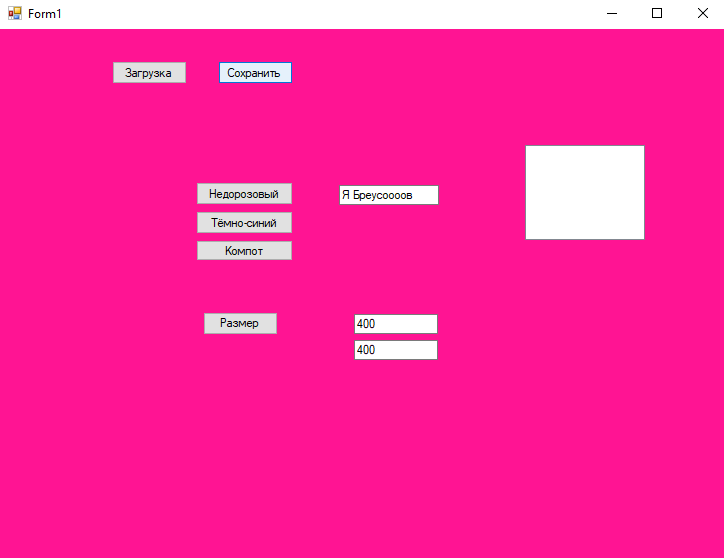 Form1
Загрузка
Сохранить
Недорозовый
Я Бреусоооов
Тёмно-синий
Компот
Размер
400
400